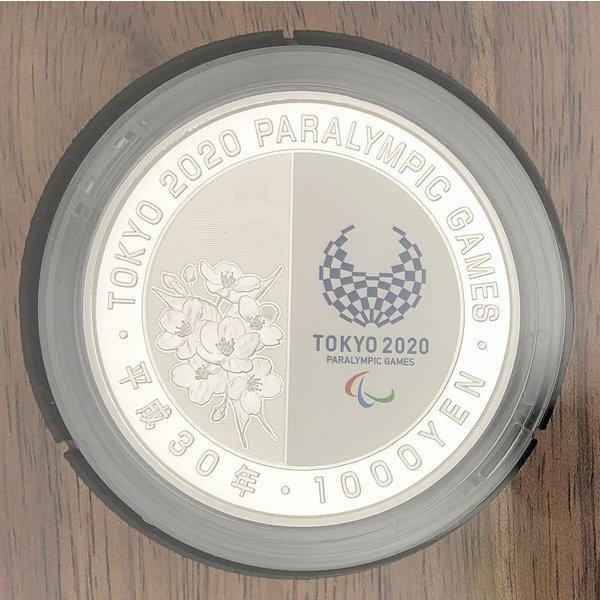 TOKYO 2020 PARALYMPIC GAMES
TOKYO 2020
PARALYMPIC GAMES
平成30年・1000YEN